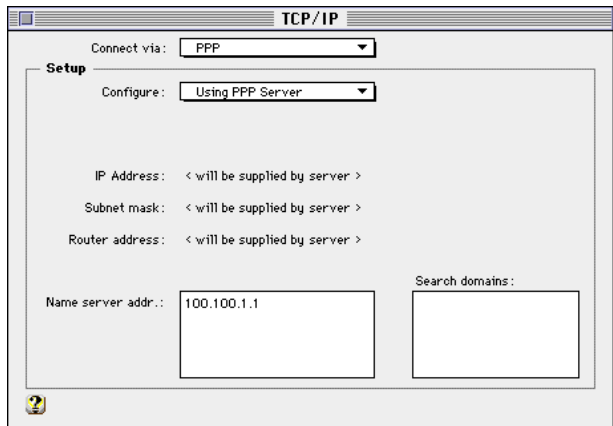 TCP/IP
Connect via: PPP
Setup
Configure: Using PPP Server
IP Address: < will be supplied by server >
Subnet mask: < will be supplied by server >
Router address: < will be supplied by server >
Search domains:
Name server addr.: 100.100.1.1
?